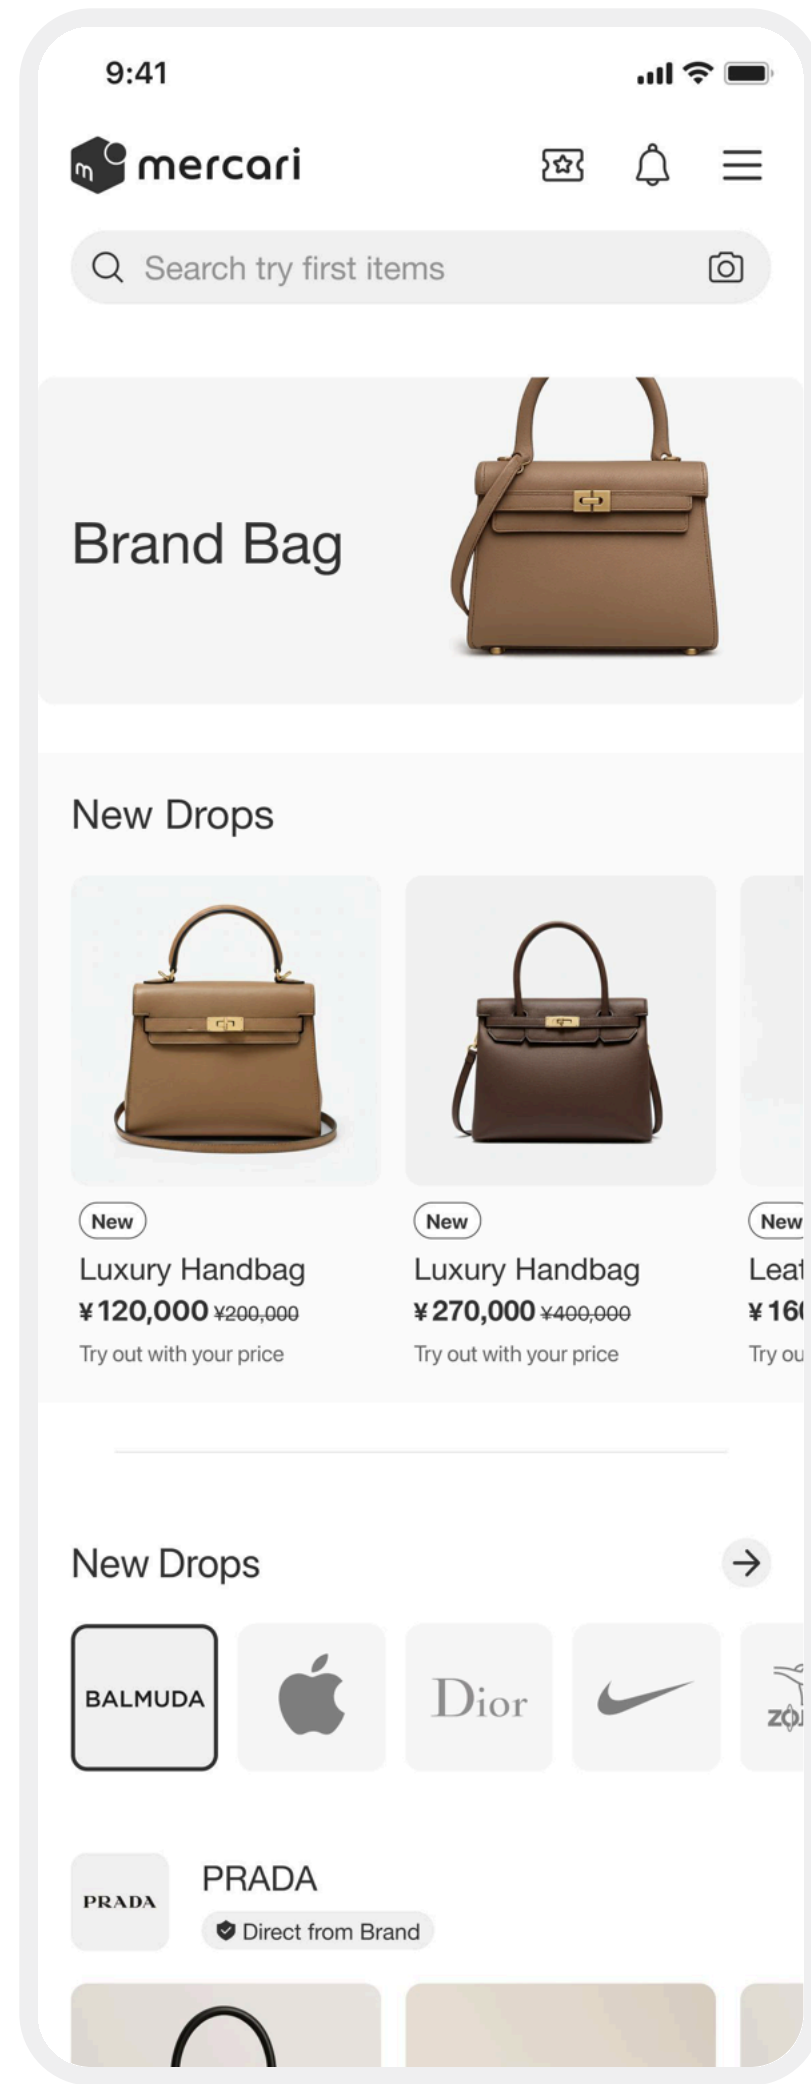 9:41
m mercari
Search try first items
Brand Bag
New Drops
New New New
Luxury Handbag Luxury Handbag
¥120,000 ¥200,000 ¥270,000 ¥400,000
Try out with your price Try out with your price Try
New Drops
BALMUDA Dior
PRADA PRADA
Direct from Brand